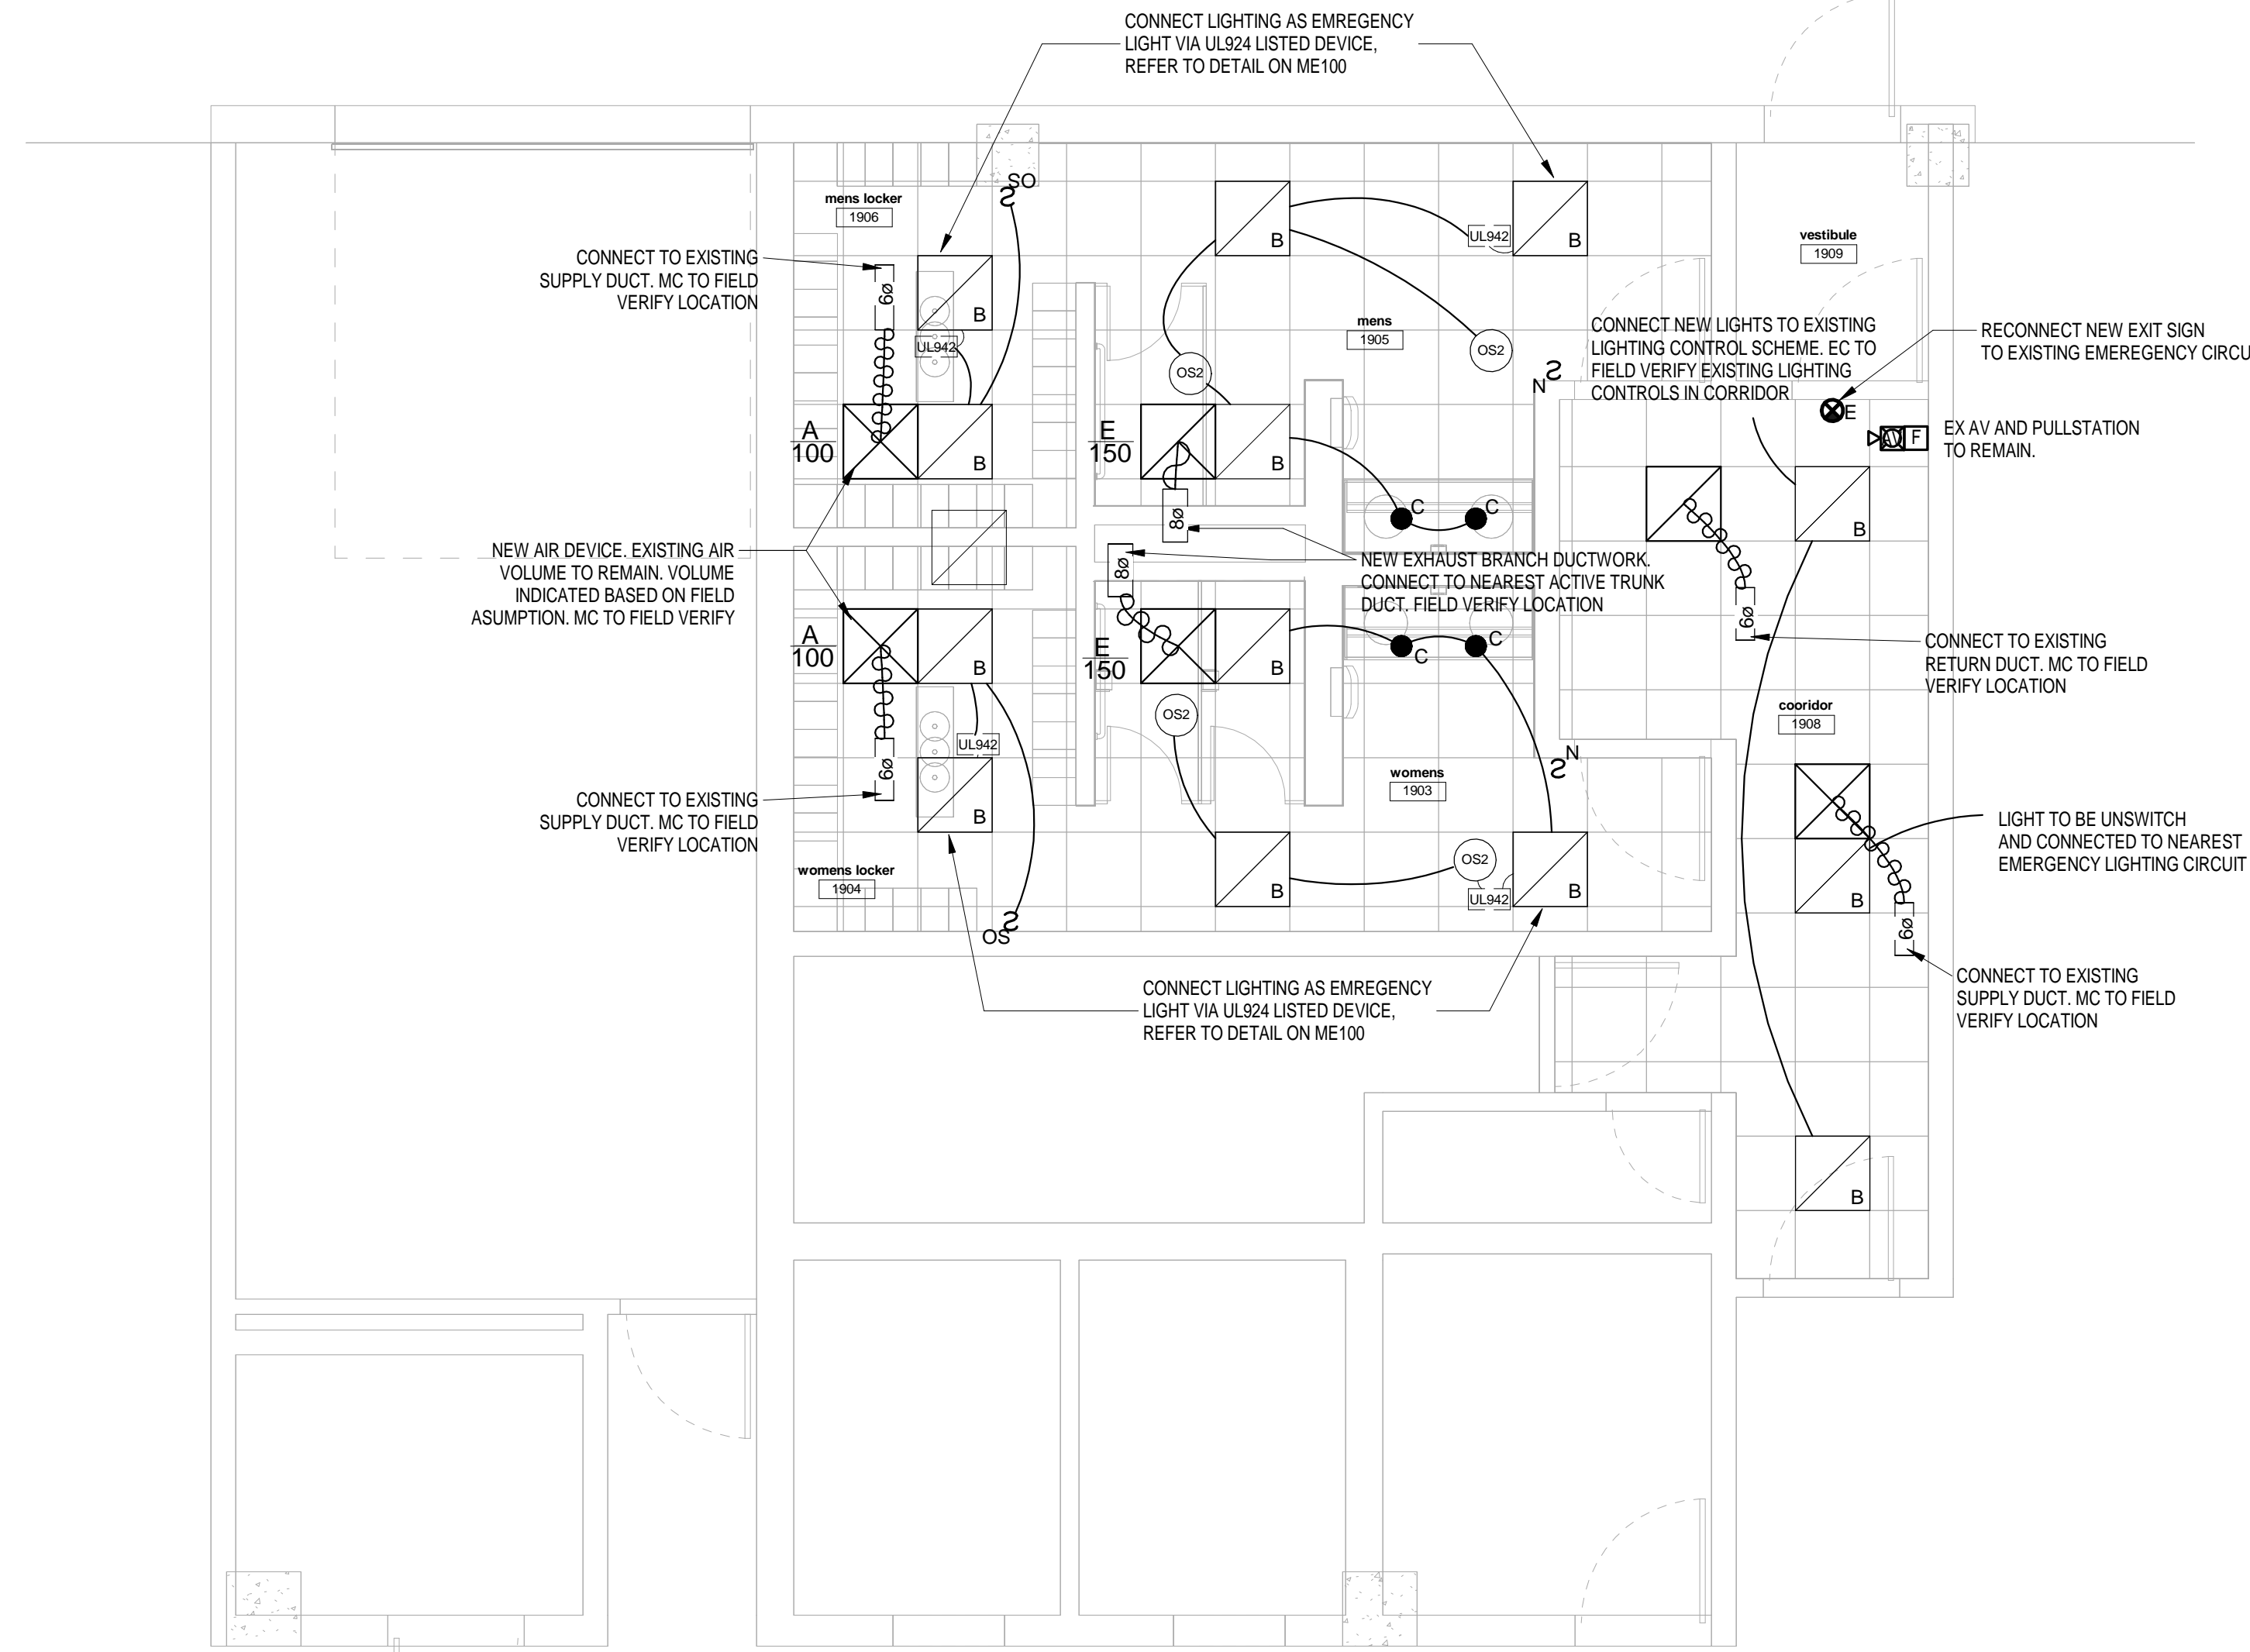 CONNECT LIGHTING AS EMREGENCY
LIGHT VIA UL924 LISTED DEVICE,
REFER TO DETAIL ON ME100
mens locker
1906
SO
S
B
UL942
B
vestibule
1909
CONNECT TO EXISTING
SUPPLY DUCT. MC TO FIELD
VERIFY LOCATION
6ø
B
UL942
mens
1905
OS2
OS2
S
N
CONNECT NEW LIGHTS TO EXISTING
LIGHTING CONTROL SCHEME. EC TO
FIELD VERIFY EXISTING LIGHTING
CONTROLS IN CORRIDOR
RECONNECT NEW EXIT SIGN
TO EXISTING EMEREGENCY CIRCU
E
AV
F
EX AV AND PULLSTATION
TO REMAIN.
A
100
B
E
150
B
8ø
C
C
B
NEW AIR DEVICE. EXISTING AIR
VOLUME TO REMAIN. VOLUME
INDICATED BASED ON FIELD
ASUMPTION. MC TO FIELD VERIFY
8ø
NEW EXHAUST BRANCH DUCTWORK.
CONNECT TO NEAREST ACTIVE TRUNK
DUCT. FIELD VERIFY LOCATION
6ø
CONNECT TO EXISTING
RETURN DUCT. MC TO FIELD
VERIFY LOCATION
A
100
B
E
150
B
C
C
OS2
cooridor
1908
UL942
6ø
B
womens
1903
S
N
CONNECT TO EXISTING
SUPPLY DUCT. MC TO FIELD
VERIFY LOCATION
LIGHT TO BE UNSWITCH
AND CONNECTED TO NEAREST
EMERGENCY LIGHTING CIRCUIT
womens locker
1904
OS2
UL942
B
B
B
6ø
S
OS
CONNECT TO EXISTING
SUPPLY DUCT. MC TO FIELD
VERIFY LOCATION
CONNECT LIGHTING AS EMREGENCY
LIGHT VIA UL924 LISTED DEVICE,
REFER TO DETAIL ON ME100
B